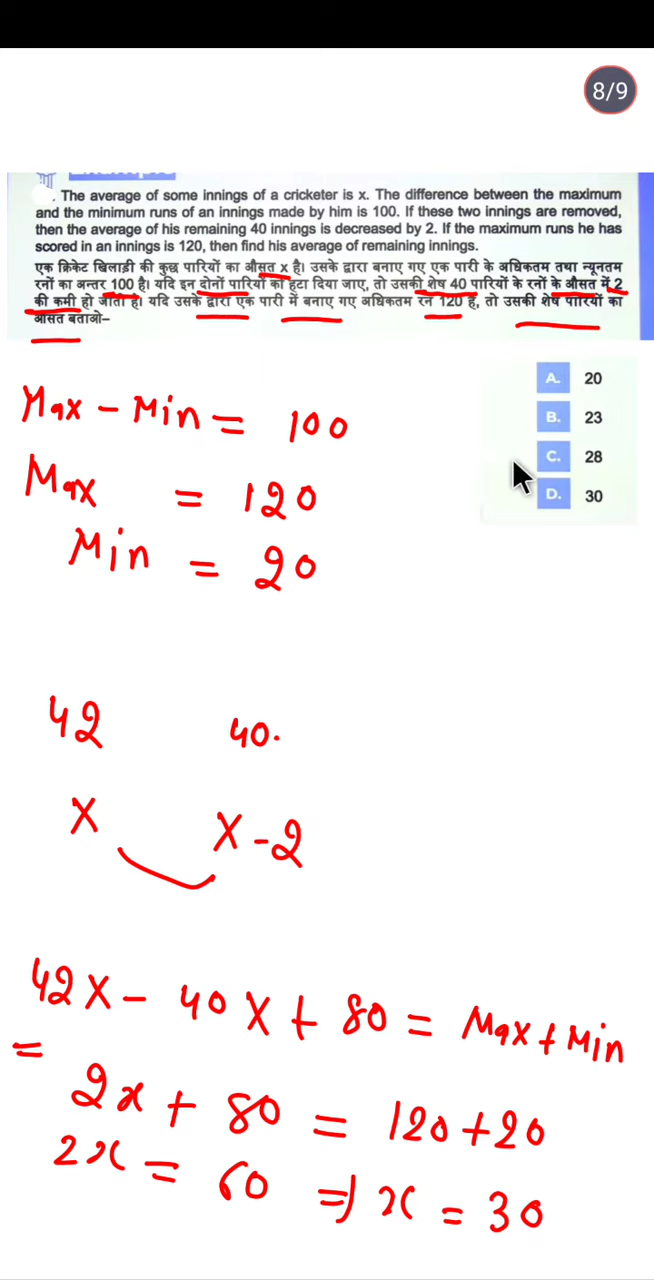 8/9
. The average of some innings of a cricketer is x. The difference between the maximum
and the minimum runs of an innings made by him is 100. If these two innings are removed,
then the average of his remaining 40 innings is decreased by 2. If the maximum runs he has
scored in an innings is 120, then find his average of remaining innings.
एक क्रिकेट खिलाड़ी की कुछ पारियों का औसत x है। उसके द्वारा बनाए गए एक पारी के अधिकतम तथा न्यूनतम
रनों का अन्तर 100 है। यदि इन दोनों पारियों को हटा दिया जाए, तो उसकी शेष 40 पारियों के रनों के औसत में 2
की कमी हो जाता है। यदि उसके द्वारा एक पारी में बनाए गए अधिकतम रन 120 है, तो उसकी शेष पारियों का
औसत बताओ–
A. 20
B. 23
C. 28
D. 30
Max - Min = 100
Max = 120
Min = 20
42 40.
X X-2
42X - 40X + 80 = Max + Min
=
2x + 80 = 120+20
2x = 60 => x = 30